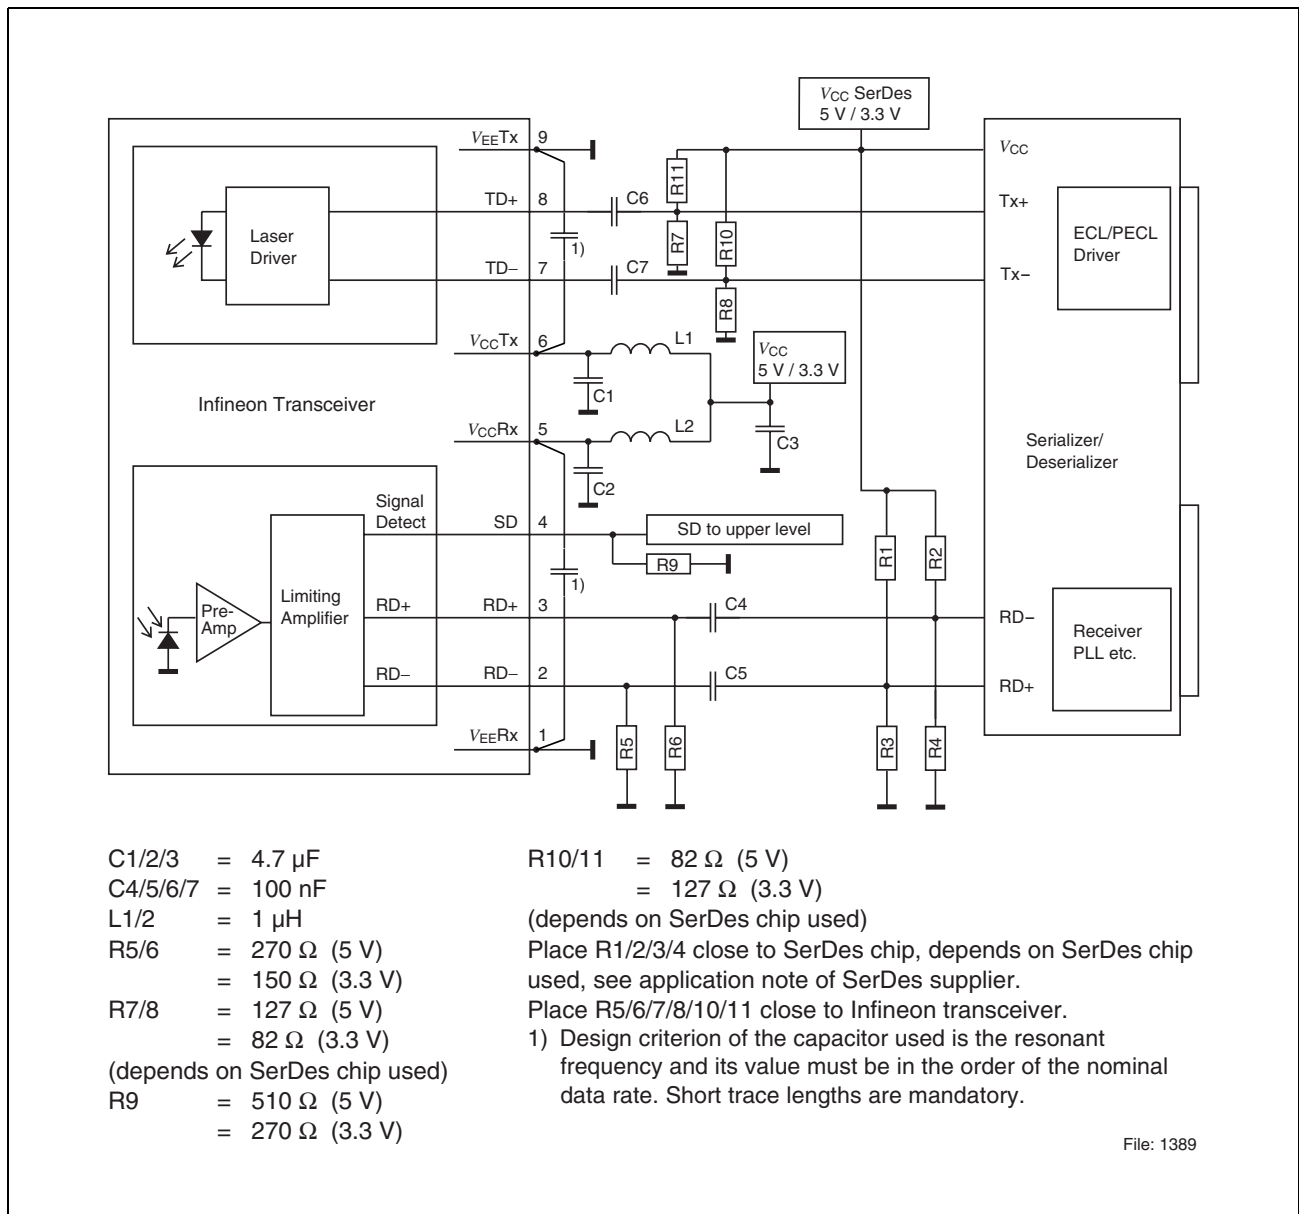 VCC SerDes
5 V / 3.3 V
VEETx 9
VCC
R11
C6
TD+ 8
Tx+
Laser
Driver
R7
R10
1)
ECL/PECL
Driver
TD− 7
C7
Tx−
R8
VCCTx 6
L1
VCC
5 V / 3.3 V
C1
Infineon Transceiver
VCCRx 5
L2
C3
Serializer/
Deserializer
C2
Signal
Detect
SD 4
SD to upper level
R9
R1
R2
1)
Pre-
Amp
Limiting
Amplifier
RD+
RD+ 3
C4
RD−
Receiver
PLL etc.
RD−
RD− 2
C5
RD+
VEERx 1
R5
R6
R3
R4
C1/2/3 = 4.7 µF
C4/5/6/7 = 100 nF
L1/2 = 1 µH
R5/6 = 270 Ω (5 V)
= 150 Ω (3.3 V)
R7/8 = 127 Ω (5 V)
= 82 Ω (3.3 V)
(depends on SerDes chip used)
R9 = 510 Ω (5 V)
= 270 Ω (3.3 V)
R10/11 = 82 Ω (5 V)
= 127 Ω (3.3 V)
(depends on SerDes chip used)
Place R1/2/3/4 close to SerDes chip, depends on SerDes chip
used, see application note of SerDes supplier.
Place R5/6/7/8/10/11 close to Infineon transceiver.
1) Design criterion of the capacitor used is the resonant
frequency and its value must be in the order of the nominal
data rate. Short trace lengths are mandatory.
File: 1389